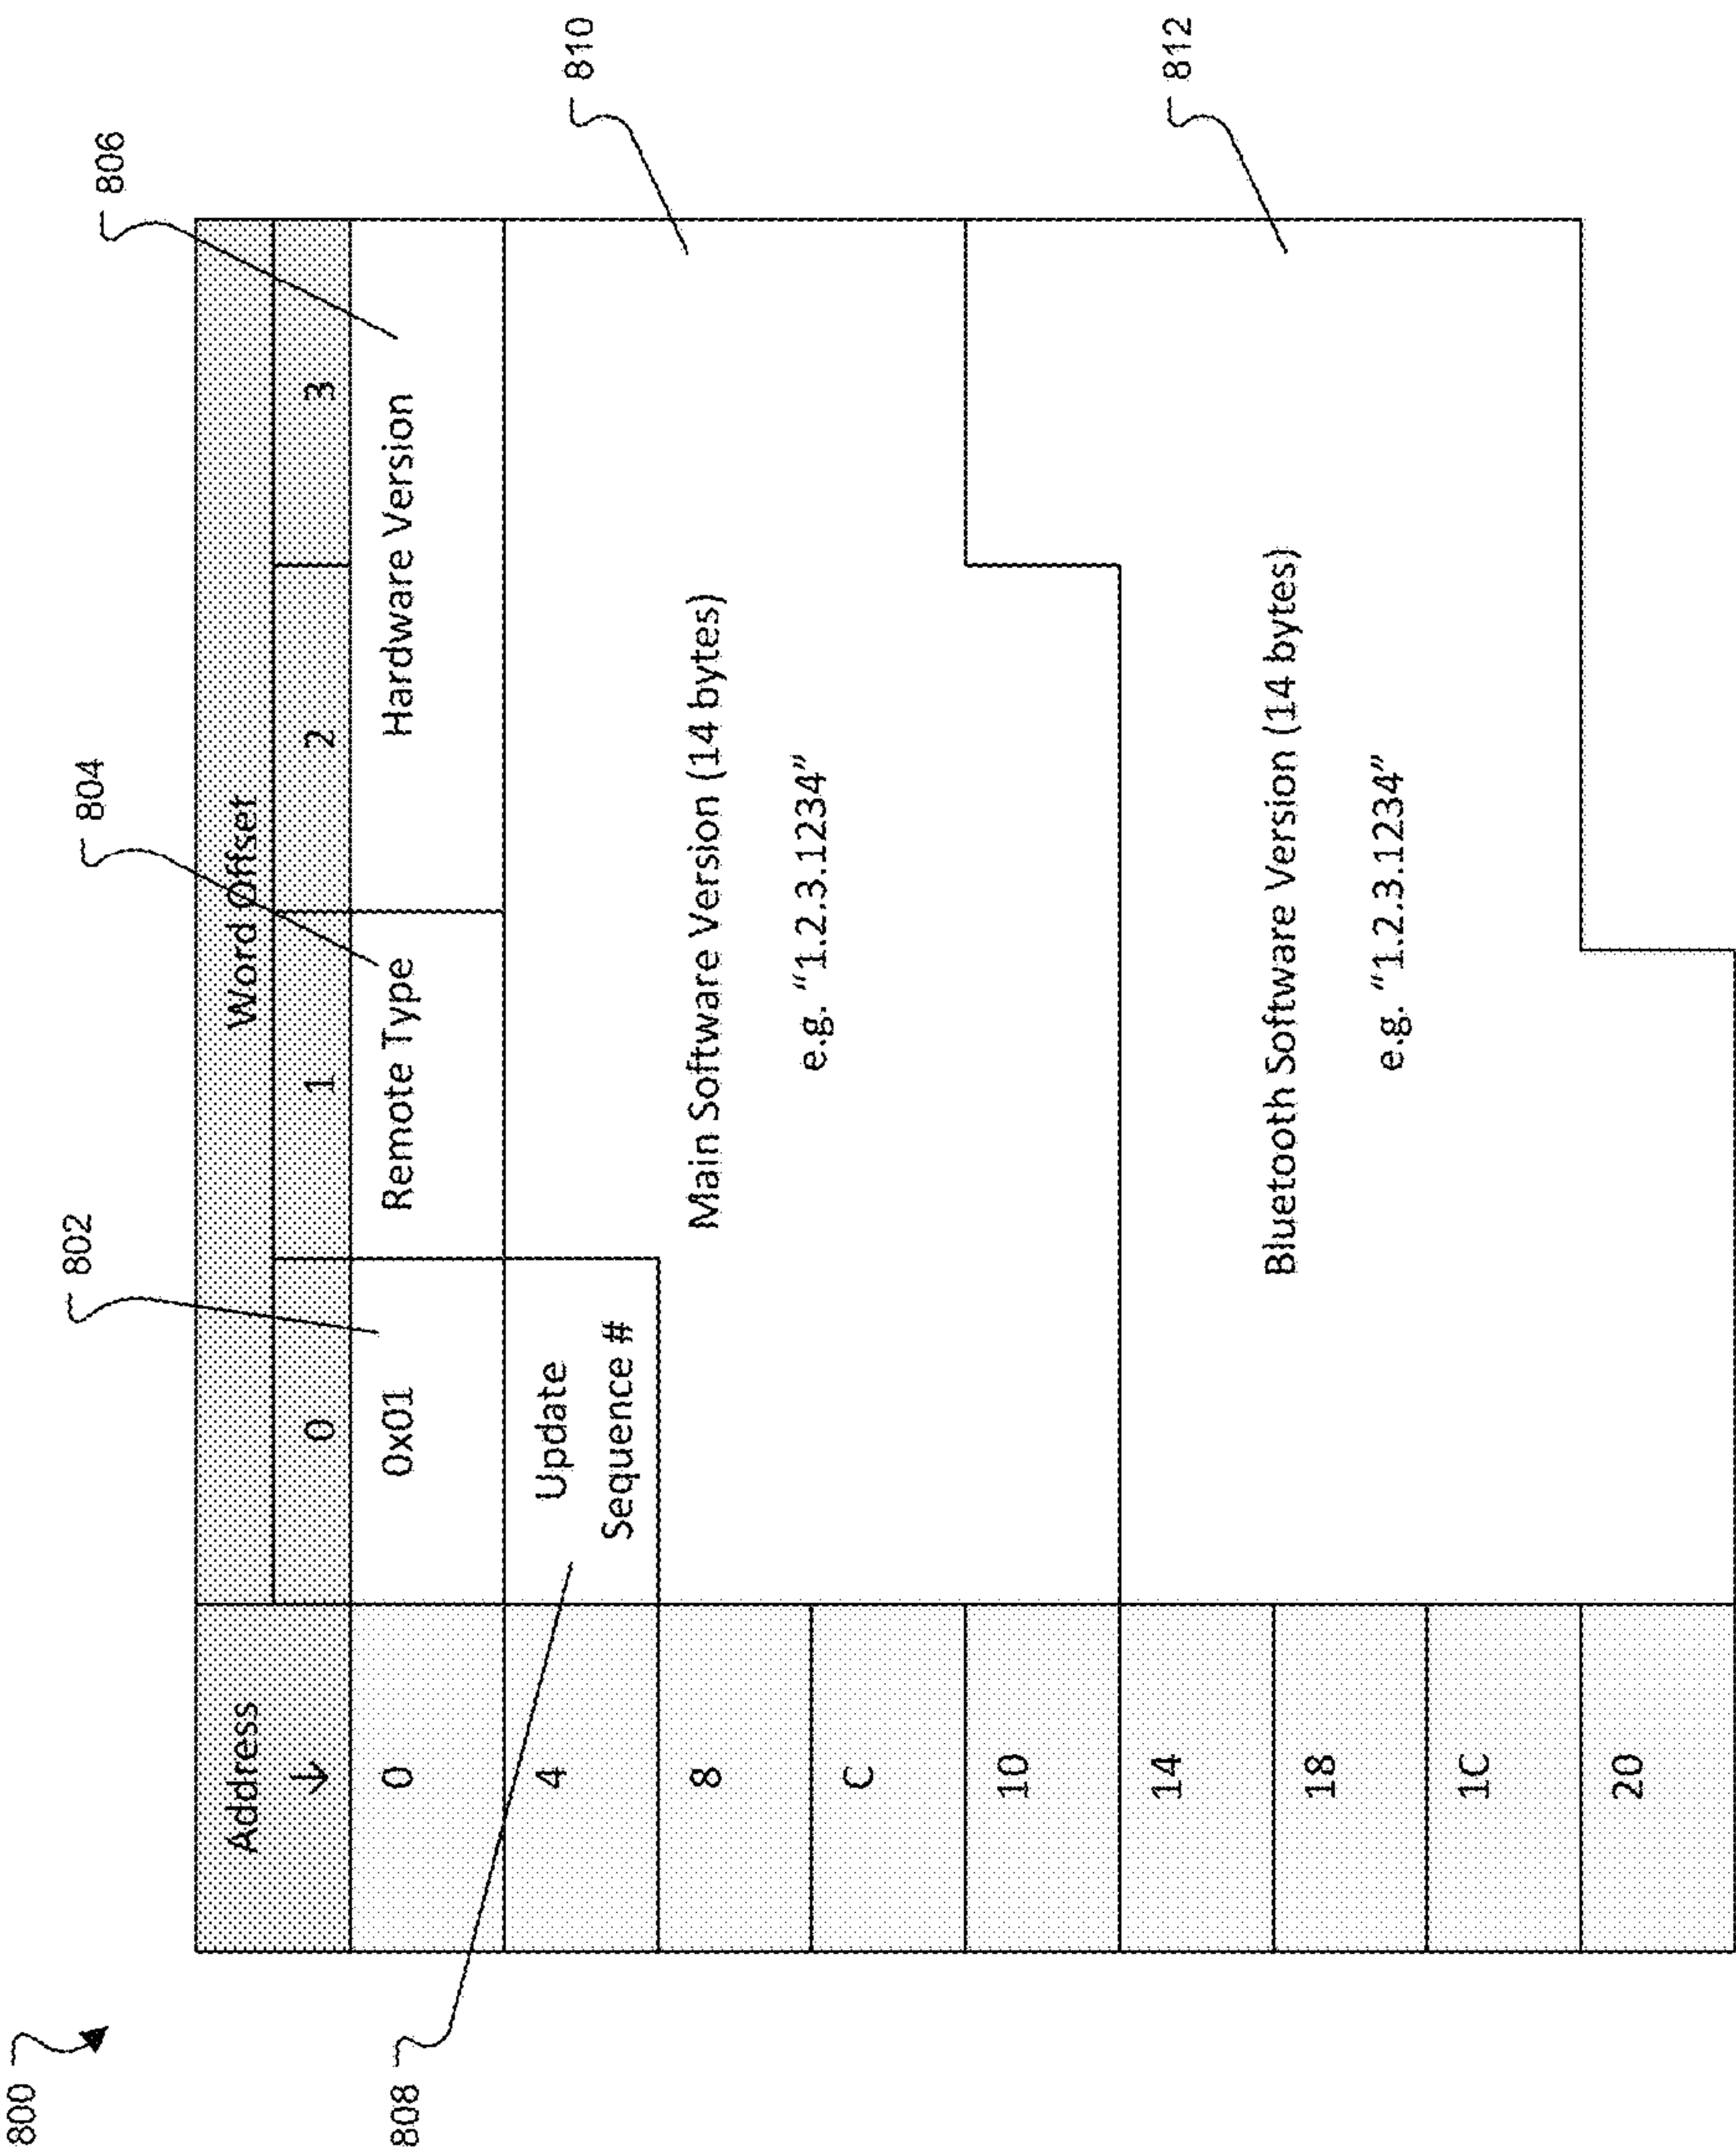 800
802
804
806
Address
Word Offset
↓
0
1
2
3
0
0x01
Remote Type
Hardware Version
808
4
Update
Sequence #
810
8
Main Software Version (14 bytes)
C
e.g. "1.2.3.1234"
10
14
812
18
Bluetooth Software Version (14 bytes)
1C
e.g. "1.2.3.1234"
20